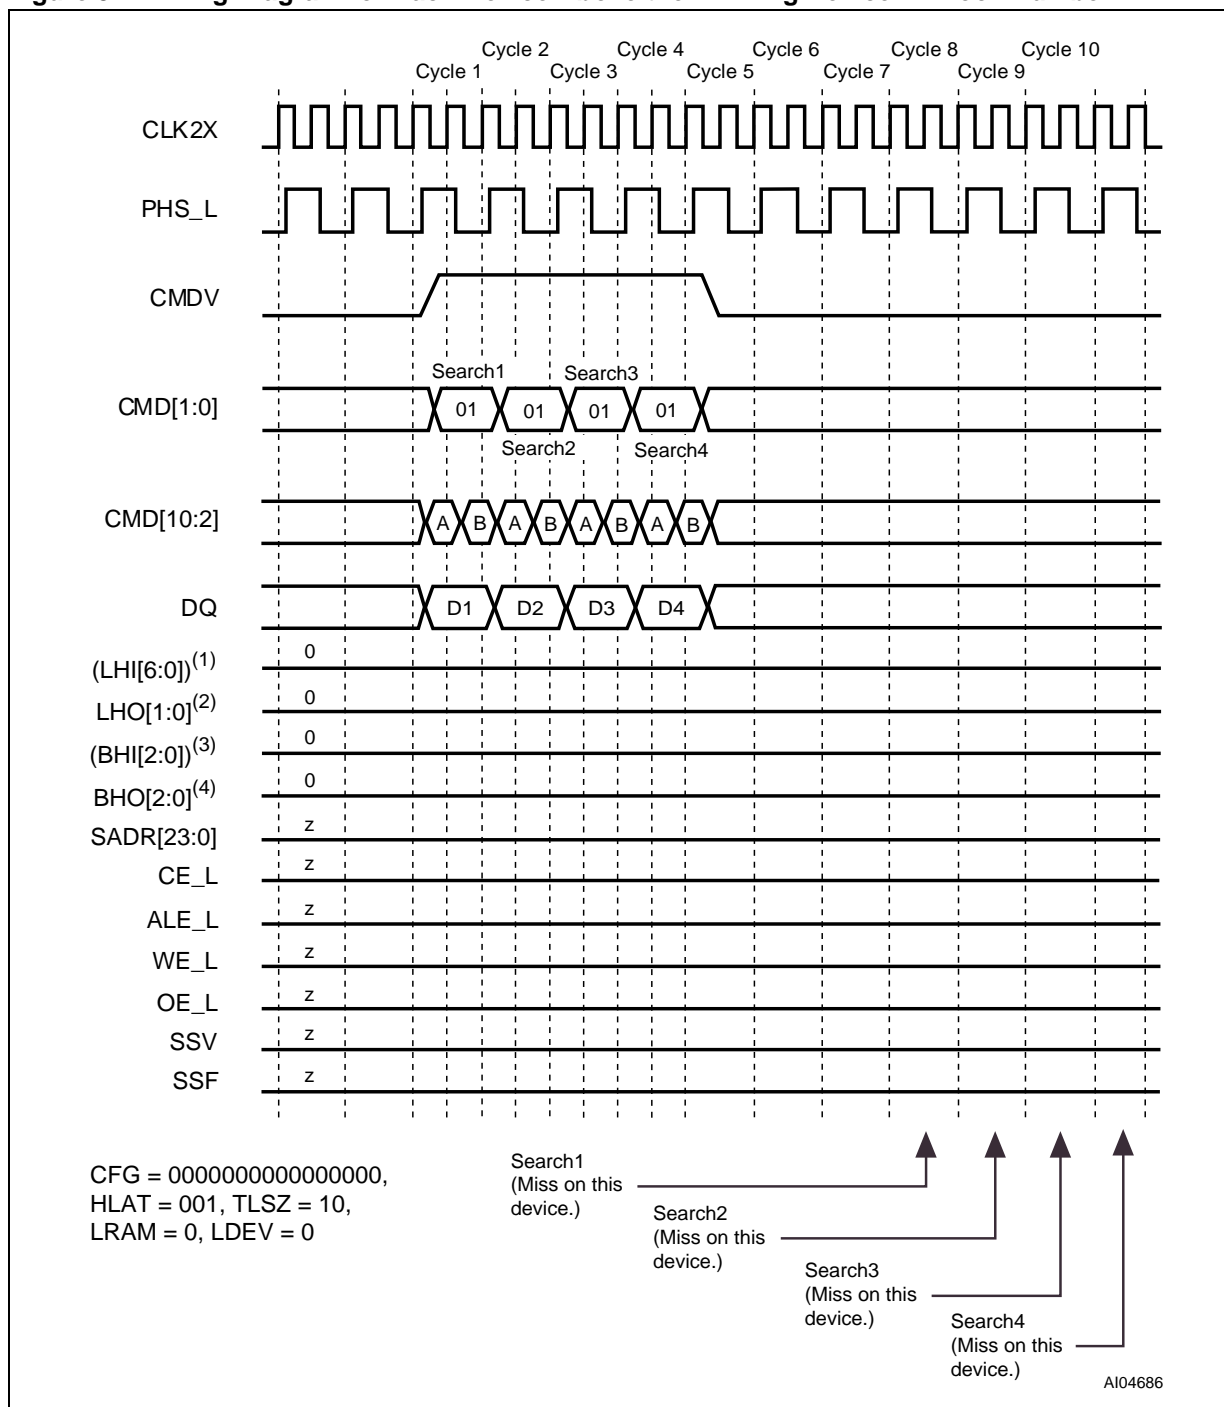 Cycle 2 Cycle 4 Cycle 6 Cycle 8 Cycle 10
Cycle 1 Cycle 3 Cycle 5 Cycle 7 Cycle 9
CLK2X
PHS_L
CMDV
Search1 Search3
CMD[1:0] 01 01 01 01
Search2 Search4
CMD[10:2] A B A B A B A B
DQ D1 D2 D3 D4
(LHI[6:0])(1) 0
LHO[1:0](2) 0
(BHI[2:0])(3) 0
BHO[2:0](4) 0
SADR[23:0] z
CE_L z
ALE_L z
WE_L z
OE_L z
SSV z
SSF z
CFG = 0000000000000000,
HLAT = 001, TLSZ = 10,
LRAM = 0, LDEV = 0
Search1
(Miss on this
device.)
Search2
(Miss on this
device.)
Search3
(Miss on this
device.)
Search4
(Miss on this
device.)
AI04686